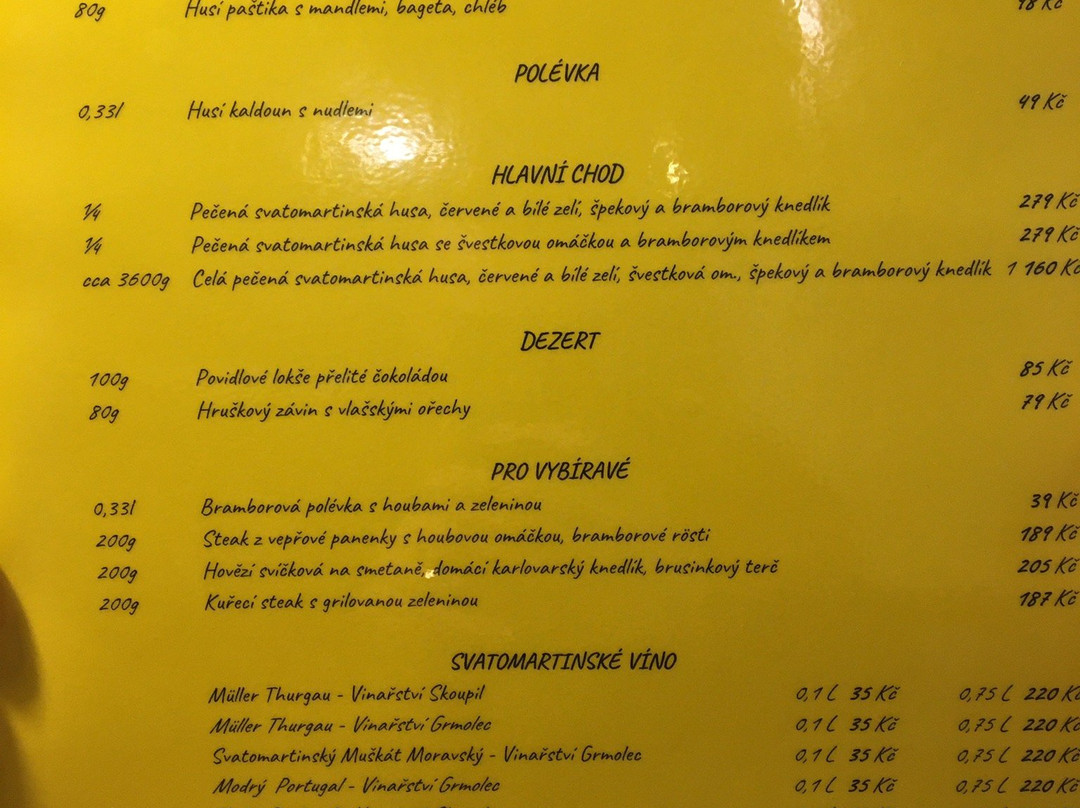 80g Husí paštika s mandlemi, bageta, chléb Kč
POLÉVKA
0,33l Husí kaldoun s nudlemi 49 Kč
HLAVNÍ CHOD
1/4 Pečená svatomartinská husa, červené a bílé zelí, špekový a bramborový knedlík 279 Kč
1/4 Pečená svatomartinská husa se švestkovou omáčkou a bramborovým knedlíkem 279 Kč
cca 3600g Celá pečená svatomartinská husa, červené a bílé zelí, švestková om., špekový a bramborový knedlík 1 160 Kč
DEZERT
100g Povidlové lokše přelité čokoládou 85 Kč
80g Hruškový závin s vlašskými ořechy 79 Kč
PRO VYBÍRAVÉ
0,33l Bramborová polévka s houbami a zeleninou 39 Kč
200g Steak z vepřové panenky s houbovou omáčkou, bramborové rösti 189 Kč
200g Hovězí svíčková na smetaně, domácí karlovarský knedlík, brusinkový terč 205 Kč
200g Kuřecí steak s grilovanou zeleninou 187 Kč
SVATOMARTINSKÉ VÍNO
Müller Thurgau - Vinařství Skoupil 0,1 L 35 Kč 0,75 L 220 Kč
Müller Thurgau - Vinařství Grmolec 0,1 L 35 Kč 0,75 L 220 Kč
Svatomartinský Muškát Moravský - Vinařství Grmolec 0,1 L 35 Kč 0,75 L 220 Kč
Modrý Portugal - Vinařství Grmolec 0,1 L 35 Kč 0,75 L 220 Kč